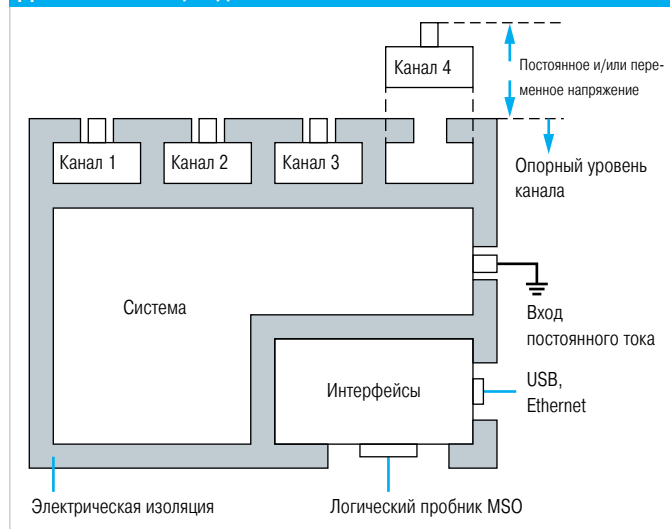 Канал 4
Постоянное и/или пере-
менное напряжение
Канал 1
Канал 2
Канал 3
Опорный уровень
канала
Система
Вход
постоянного тока
Интерфейсы
USB,
Ethernet
Электрическая изоляция
Логический пробник MSO